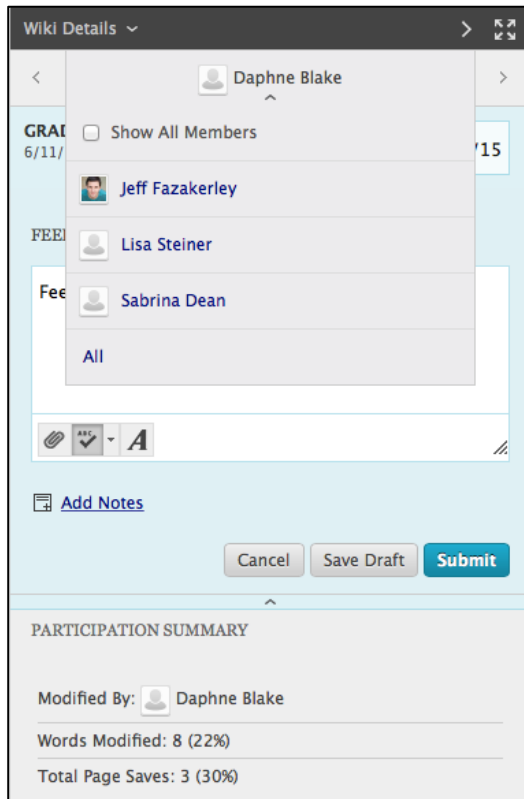 Wiki Details
Daphne Blake
Show All Members
GRAD
6/11/
/15
Jeff Fazakerley
Lisa Steiner
Sabrina Dean
All
FEE
Fee
ABC
A
Add Notes
Cancel Save Draft Submit
PARTICIPATION SUMMARY
Modified By: Daphne Blake
Words Modified: 8 (22%)
Total Page Saves: 3 (30%)